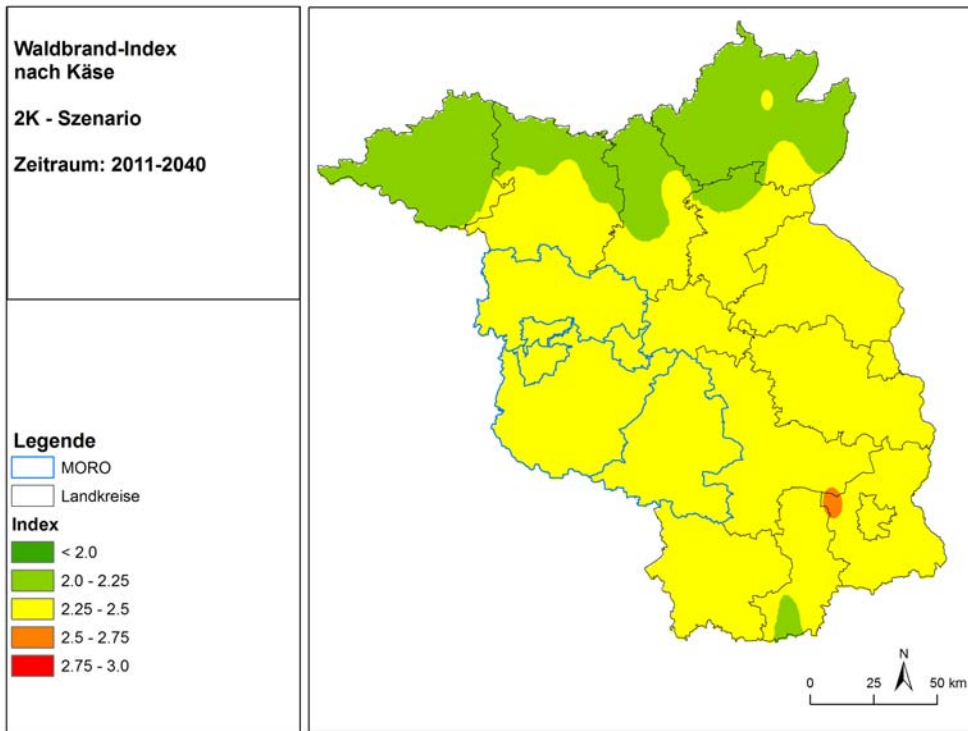 Waldbrand-Index
nach Käse
2K - Szenario
Zeitraum: 2011-2040
Legende
MORO
Landkreise
Index
< 2.0
2.0 - 2.25
2.25 - 2.5
2.5 - 2.75
2.75 - 3.0
N
0 25 50 km